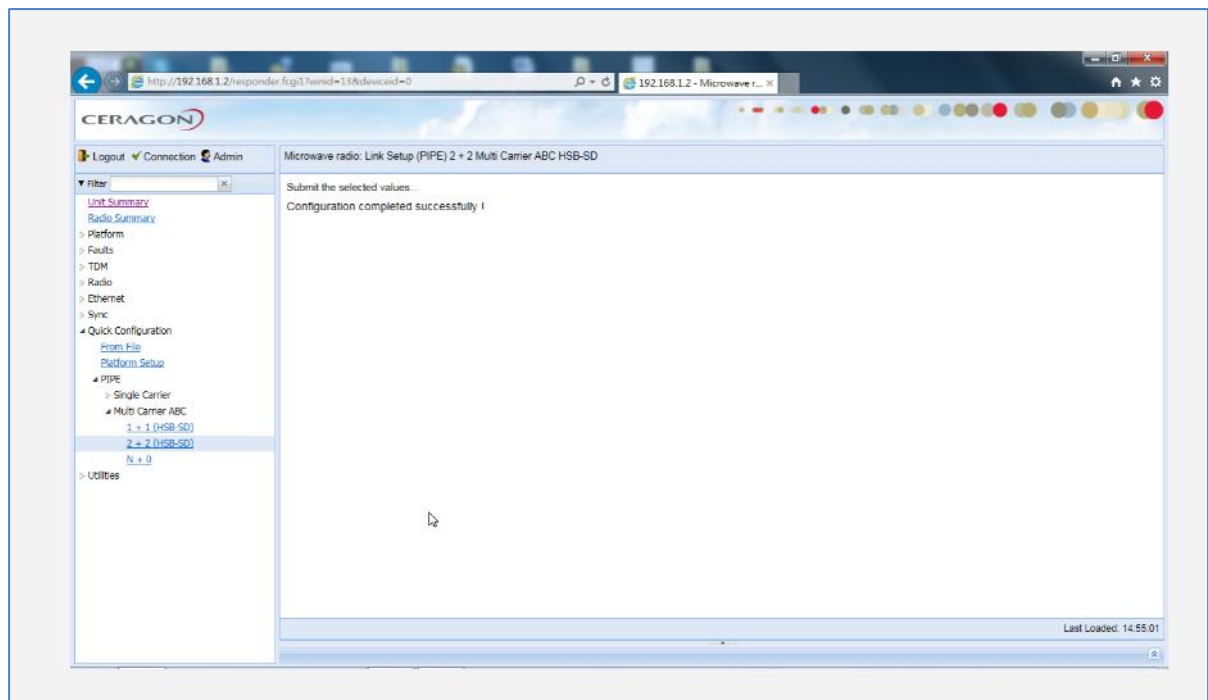 http://192.168.1.2/responder.fcgi1?winid=13&deviceid=0
192.168.1.2 - Microwave r...
CERAGON
Logout Connection Admin
Microwave radio: Link Setup (PIPE) 2 + 2 Multi Carrier ABC HSB-SD
Filter
Submit the selected values...
Configuration completed successfully !
Unit Summary
Radio Summary
Platform
Faults
TDM
Radio
Ethernet
Sync
Quick Configuration
From File
Platform Setup
PIPE
Single Carrier
Multi Carrier ABC
1 + 1 (HSB-SD)
2 + 2 (HSB-SD)
N + 0
Utilities
Last Loaded: 14:55:01